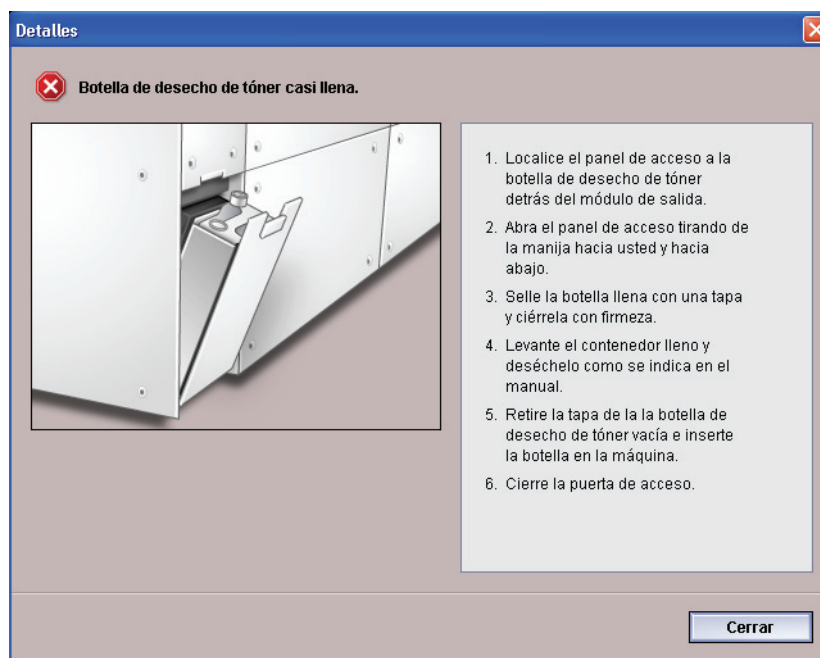 Detalles
Botella de desecho de tóner casi llena.
1. Localice el panel de acceso a la
botella de desecho de tóner
detrás del módulo de salida.
2. Abra el panel de acceso tirando de
la manija hacia usted y hacia
abajo.
3. Selle la botella llena con una tapa
y ciérrela con firmeza.
4. Levante el contenedor lleno y
deséchelo como se indica en el
manual.
5. Retire la tapa de la la botella de
desecho de tóner vacía e inserte
la botella en la máquina.
6. Cierre la puerta de acceso.
Cerrar